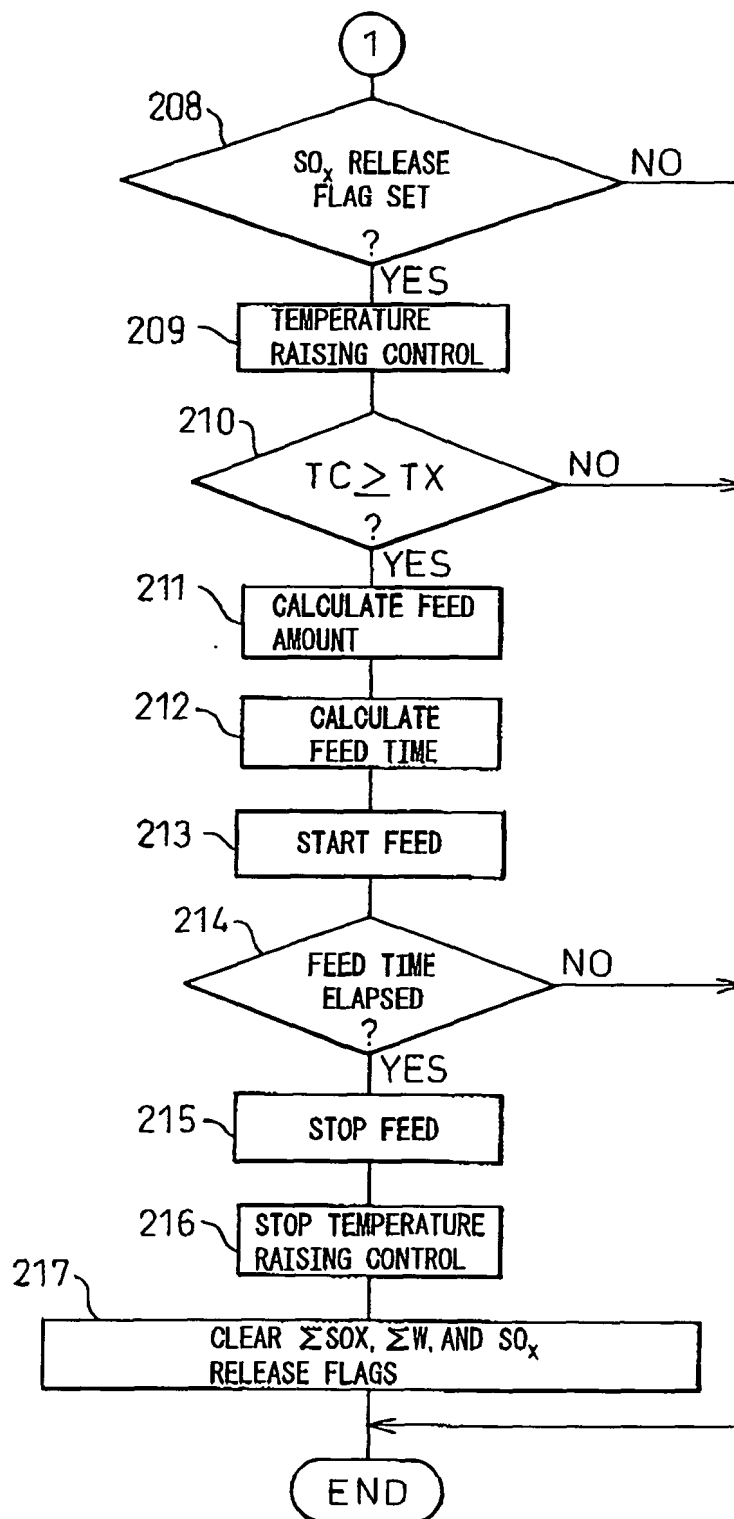 1
208
SOx RELEASE
FLAG SET
?
NO
YES
209
TEMPERATURE
RAISING CONTROL
210
TC ≥ TX
?
NO
YES
211
CALCULATE FEED
AMOUNT
212
CALCULATE
FEED TIME
213
START FEED
214
FEED TIME
ELAPSED
?
NO
YES
215
STOP FEED
216
STOP TEMPERATURE
RAISING CONTROL
217
CLEAR ΣSOX, ΣW, AND SOx
RELEASE FLAGS
END